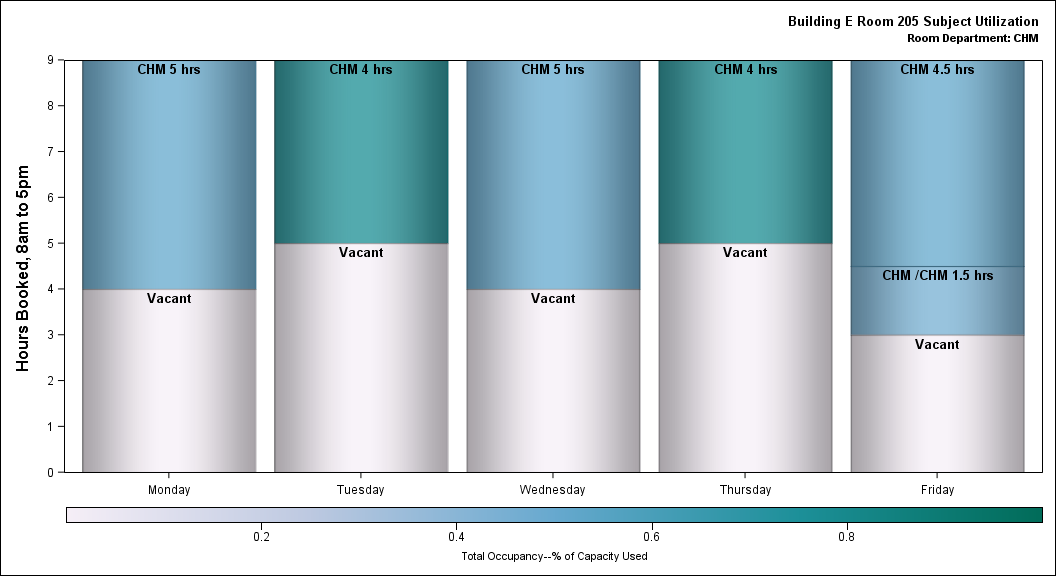 Building E Room 205 Subject Utilization
Room Department: CHM
Hours Booked, 8am to 5pm
9
8
7
6
5
4
3
2
1
0
CHM 5 hrs
CHM 4 hrs
CHM 5 hrs
CHM 4 hrs
CHM 4.5 hrs
Vacant
Vacant
CHM /CHM 1.5 hrs
Vacant
Vacant
Vacant
Monday
Tuesday
Wednesday
Thursday
Friday
0.2
0.4
0.6
0.8
Total Occupancy--% of Capacity Used